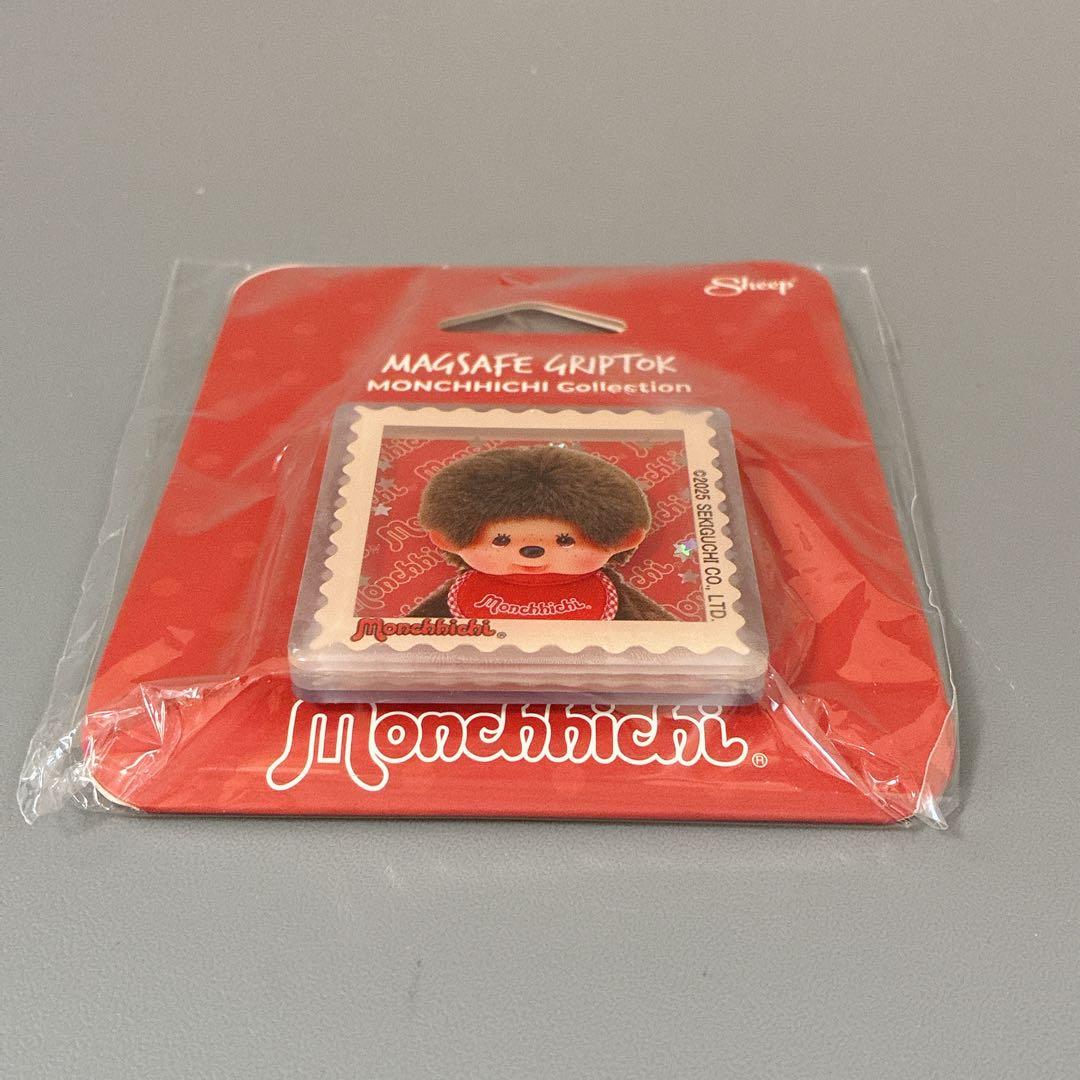 Sheep
MAGSAFE GRIPTOK
MONCHHICHI Collection
©2025 SEKIGUCHI CO., LTD.
Monchhichi®
Monchhichi®
Monchhichi®